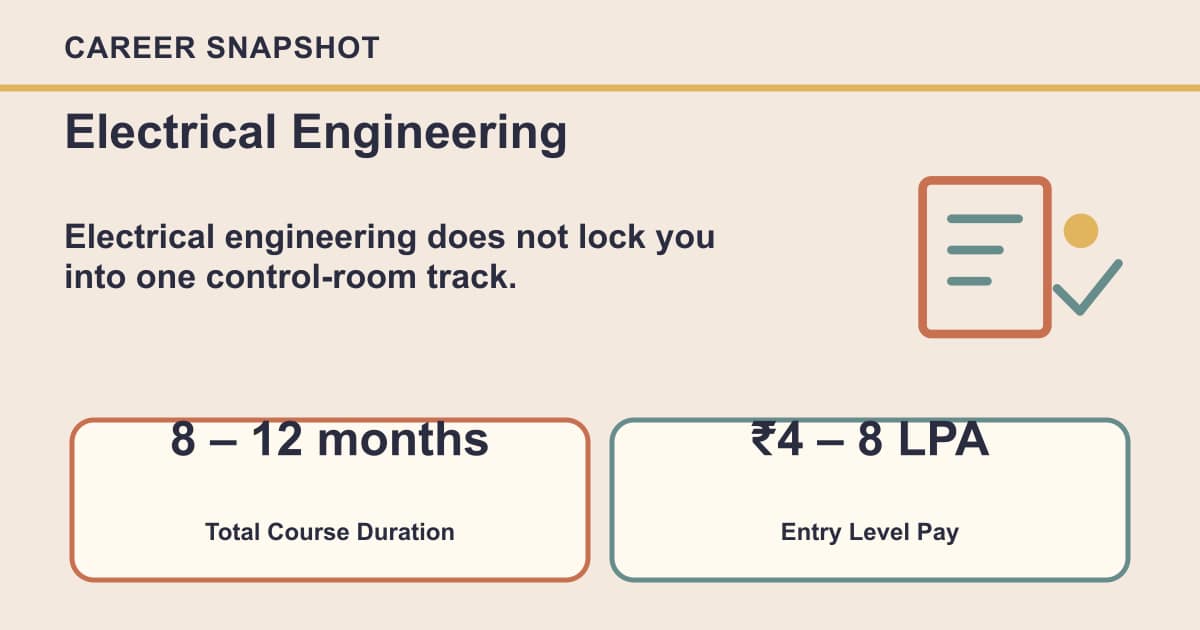 CAREER SNAPSHOT
Electrical Engineering
Electrical engineering does not lock you
into one control-room track.
8 – 12 months
Total Course Duration
₹4 – 8 LPA
Entry Level Pay